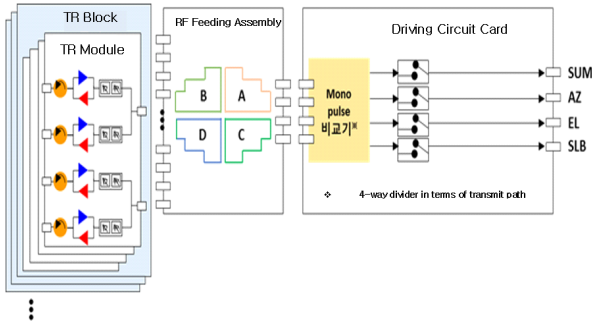 TR Block
TR Module
RF Feeding Assembly
B
A
D
C
Driving Circuit Card
Mono
pulse
비교기※
SUM
AZ
EL
SLB
❖ 4-way divider in terms of transmit path